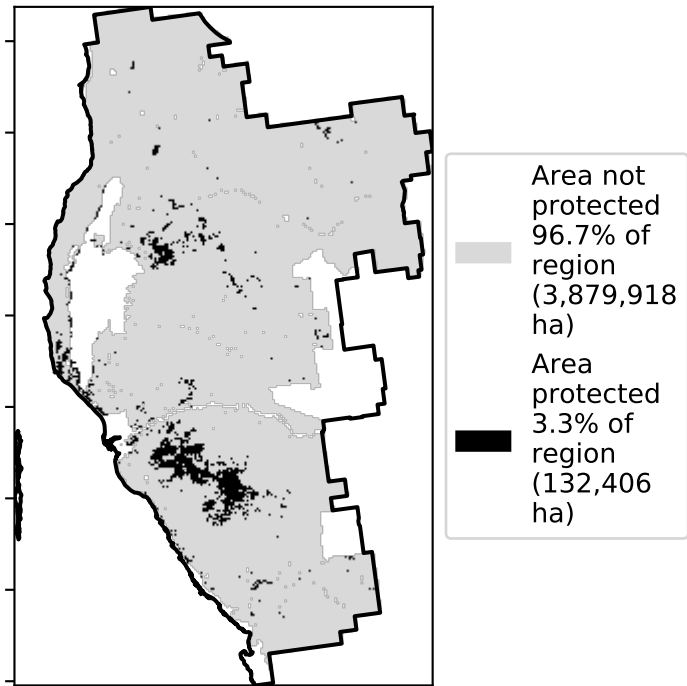 Area not
protected
96.7% of
region
(3,879,918
ha)
Area
protected
3.3% of
region
(132,406
ha)